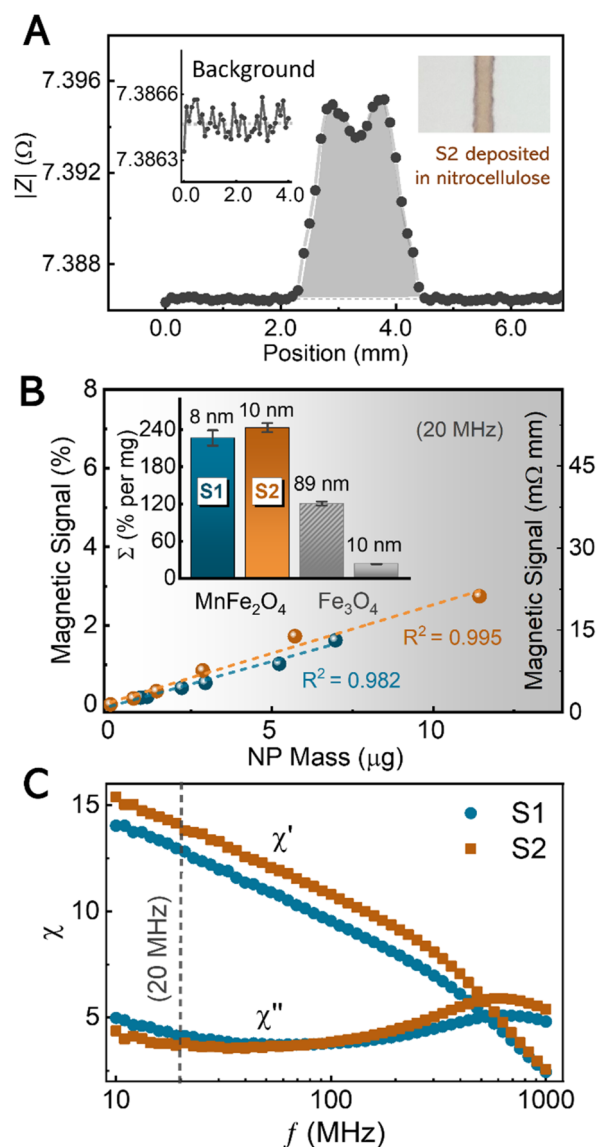 A
Background
7.3866
7.3863
0.0 2.0 4.0
S2 deposited
in nitrocellulose
7.396
7.392
7.388
|Z| (Ω)
0.0 2.0 4.0 6.0
Position (mm)
B
8
6
4
2
0
Magnetic Signal (%)
8 nm 10 nm
89 nm
10 nm
240
120
0
Σ (% per mg)
S1 S2
MnFe₂O₄ Fe₃O₄
(20 MHz)
R² = 0.995
R² = 0.982
45
30
15
0
Magnetic Signal (mΩ mm)
0 5 10
NP Mass (μg)
C
15
10
5
χ
χ'
χ''
S1
S2
(20 MHz)
10 100 1000
f (MHz)